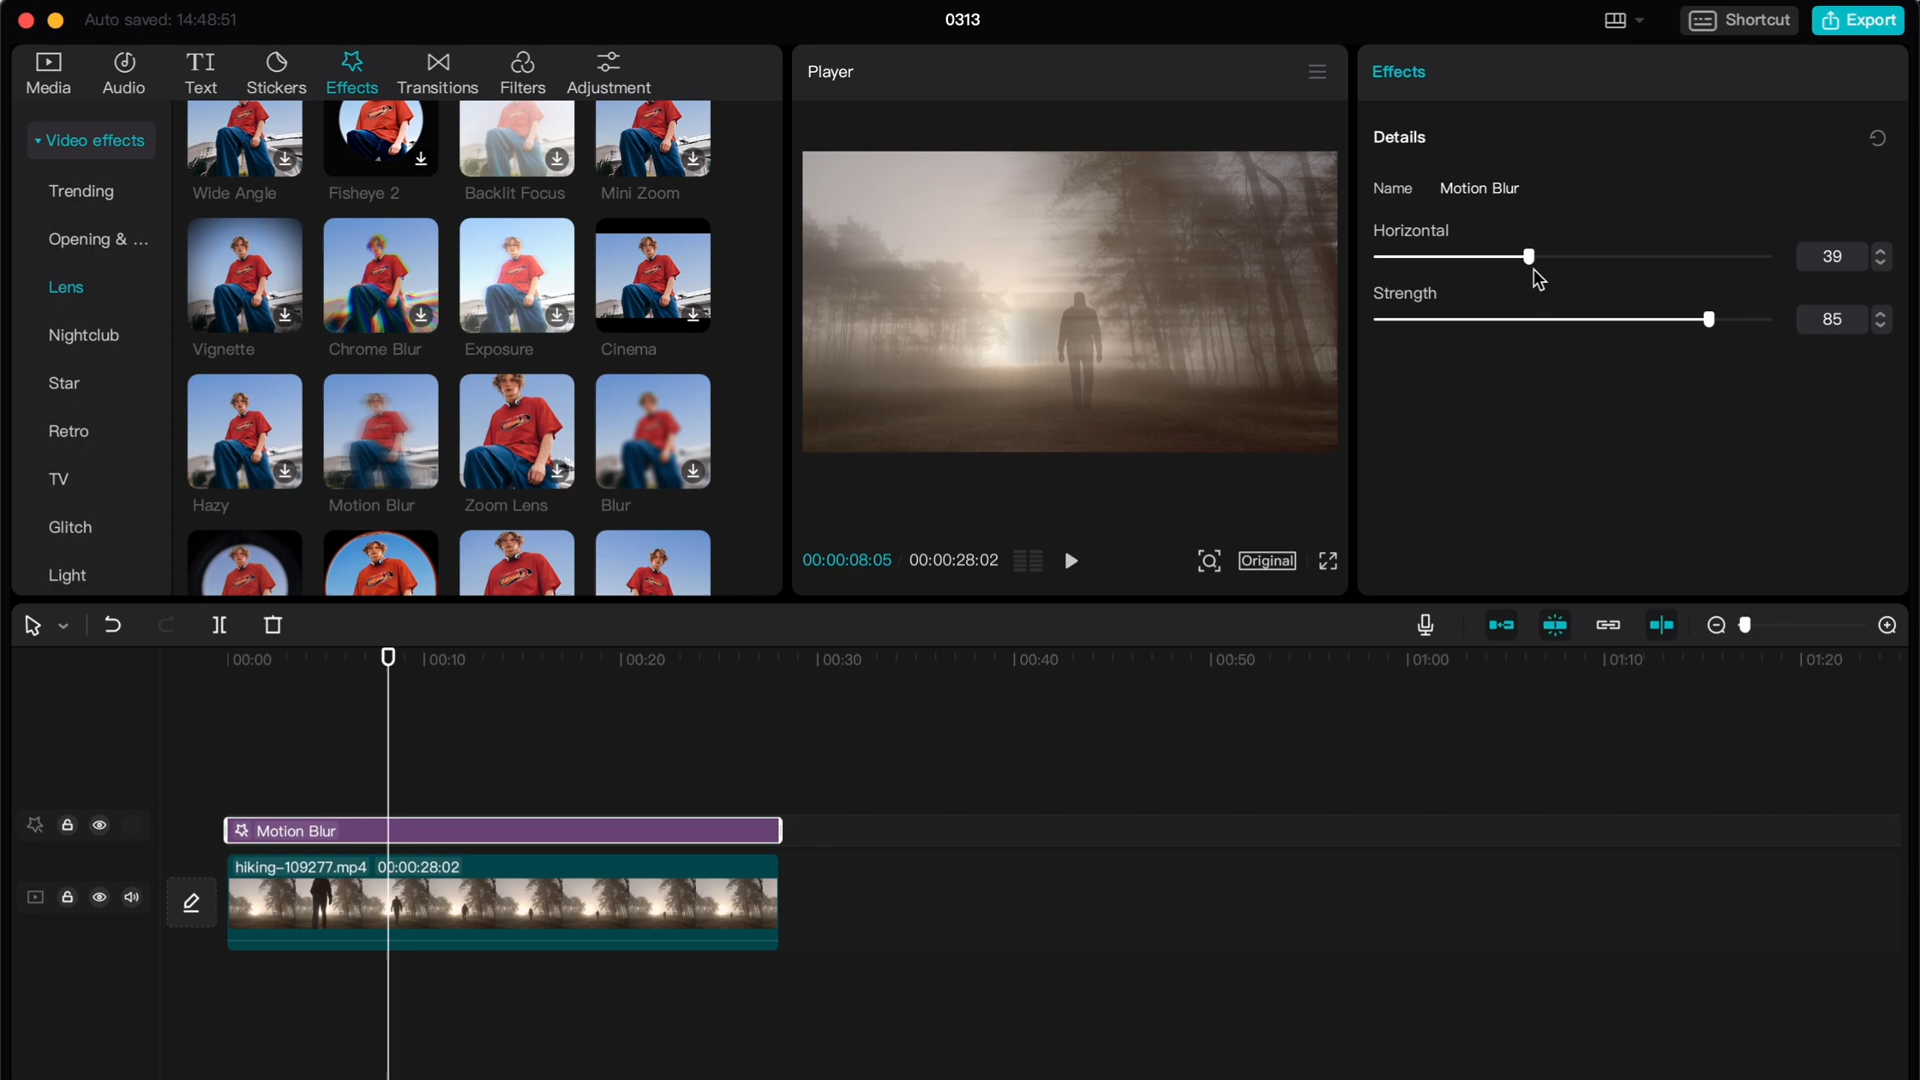 Auto saved: 14:48:51
0313
Shortcut
Export
Media
Audio
TI
Text
Stickers
Effects
Transitions
Filters
Adjustment
Video effects
Trending
Opening & ...
Lens
Nightclub
Star
Retro
TV
Glitch
Light
Wide Angle
Fisheye 2
Backlit Focus
Mini Zoom
Vignette
Chrome Blur
Exposure
Cinema
Hazy
Motion Blur
Zoom Lens
Blur
Player
00:00:08:05 / 00:00:28:02
Original
Effects
Details
Name Motion Blur
Horizontal
39
Strength
85
00:00 00:10 00:20 00:30 00:40 00:50 01:00 01:10 01:20
Motion Blur
hiking-109277.mp4 00:00:28:02